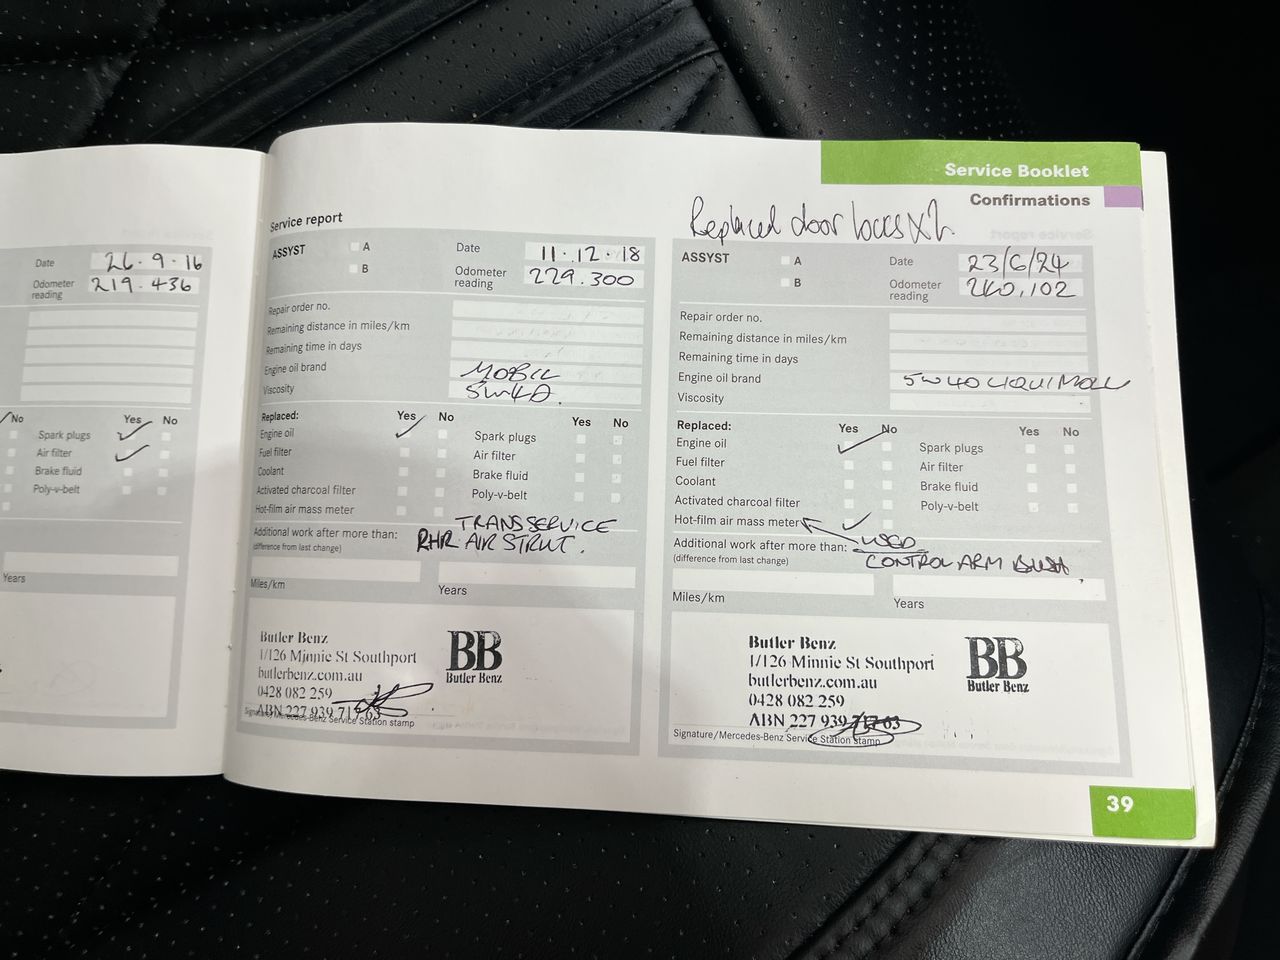 Service Booklet
Confirmations
Date 26.9.16
Odometer reading 219.436
No Yes No
Spark plugs
Air filter
Brake fluid
Poly-v-belt
Years
Service report
ASSYST A B
Date 11.12.18
Odometer reading 229.300
Repair order no.
Remaining distance in miles/km
Remaining time in days
Engine oil brand MOBIL
Viscosity 5W40.
Replaced: Yes No Yes No
Engine oil Spark plugs
Fuel filter Air filter
Coolant Brake fluid
Activated charcoal filter Poly-v-belt
Hot-film air mass meter
TRANS SERVICE
Additional work after more than: RHR AIR STRUT.
(difference from last change)
Miles/km Years
Butler Benz
1/126 Minnie St Southport
butlerbenz.com.au
0428 082 259
ABN 227 939 717 63
BB
Butler Benz
Signature/Mercedes-Benz Service Station stamp
Replaced door locks x2.
ASSYST A B
Date 23/6/24
Odometer reading 240,102
Repair order no.
Remaining distance in miles/km
Remaining time in days
Engine oil brand 5W40 LIQUI MOLY
Viscosity
Replaced: Yes No Yes No
Engine oil Spark plugs
Fuel filter Air filter
Coolant Brake fluid
Activated charcoal filter Poly-v-belt
Hot-film air mass meter
Additional work after more than: USED
(difference from last change) CONTROL ARM BUSH.
Miles/km Years
Butler Benz
1/126 Minnie St Southport
butlerbenz.com.au
0428 082 259
ABN 227 939 717 63
BB
Butler Benz
Signature/Mercedes-Benz Service Station stamp
39